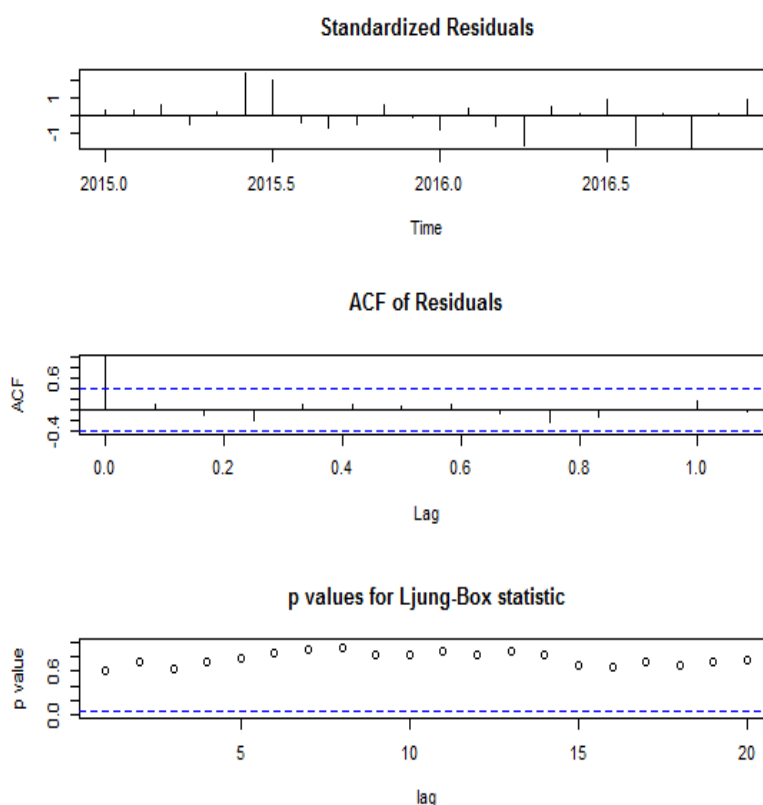 Standardized Residuals
1
-1
2015.0 2015.5 2016.0 2016.5
Time
ACF of Residuals
ACF
0.6
-0.4
0.0 0.2 0.4 0.6 0.8 1.0
Lag
p values for Ljung-Box statistic
p value
0.6
0.0
5 10 15 20
lag